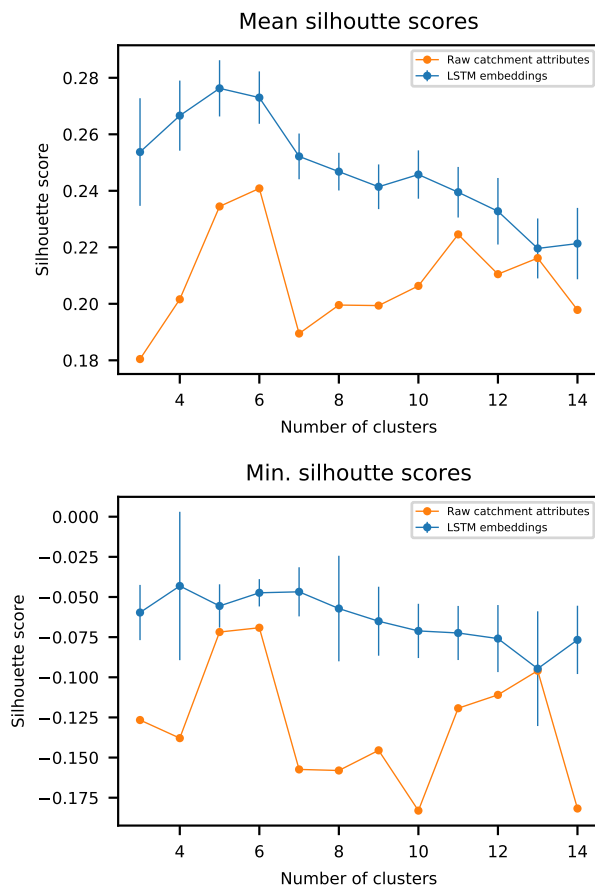 Mean silhoutte scores
Raw catchment attributes
LSTM embeddings
0.28
0.26
0.24
0.22
0.20
0.18
Silhouette score
4
6
8
10
12
14
Number of clusters
Min. silhoutte scores
Raw catchment attributes
LSTM embeddings
0.000
−0.025
−0.050
−0.075
−0.100
−0.125
−0.150
−0.175
Silhouette score
4
6
8
10
12
14
Number of clusters